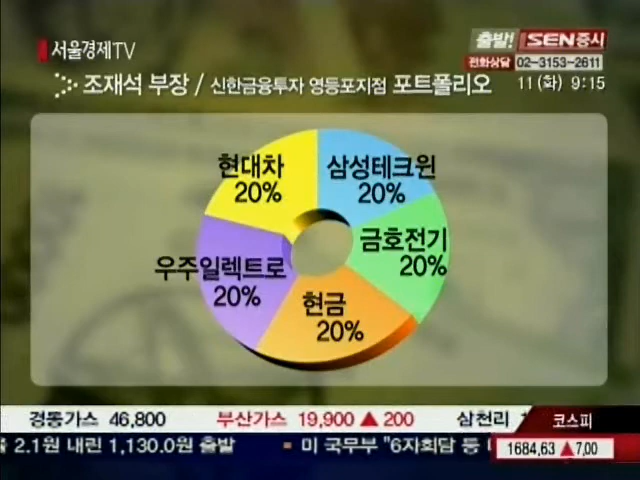 서울경제TV
출발! SEN증시
전화상담 02-3153-2611
조재석 부장 / 신한금융투자 영등포지점 포트폴리오
11(화) 9:15
현대차
20%
삼성테크윈
20%
금호전기
20%
우주일렉트로
20%
현금
20%
경동가스 46,800 부산가스 19,900 ▲ 200 삼천리
코스피
2.1원 내린 1,130.0원 출발 ■ 미 국무부 "6자회담 등
1684,63 ▲7,00